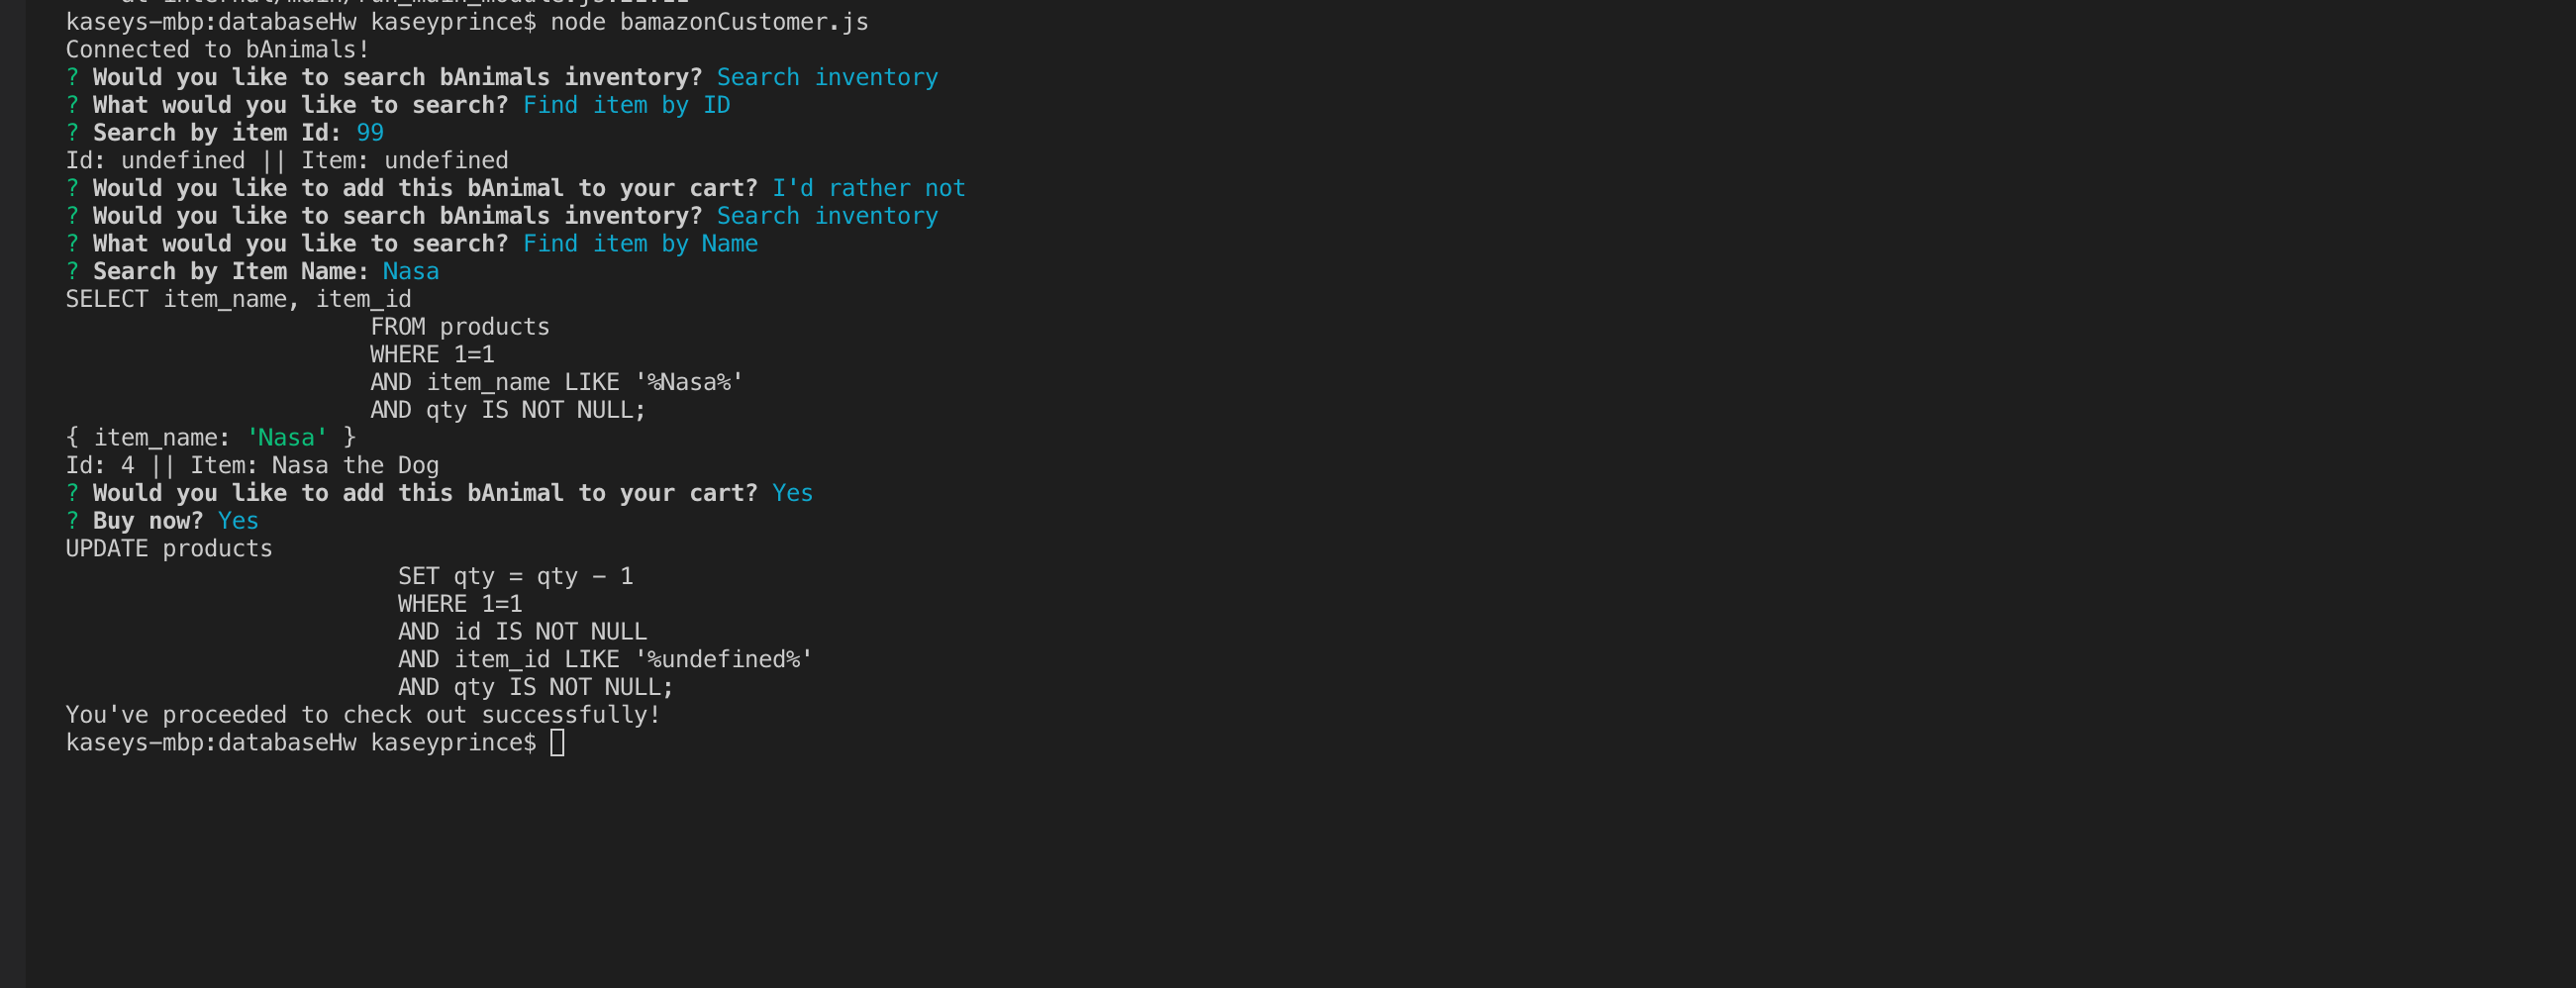 kaseys-mbp:databaseHw kaseyprince$ node bamazonCustomer.js
Connected to bAnimals!
? Would you like to search bAnimals inventory? Search inventory
? What would you like to search? Find item by ID
? Search by item Id: 99
Id: undefined || Item: undefined
? Would you like to add this bAnimal to your cart? I'd rather not
? Would you like to search bAnimals inventory? Search inventory
? What would you like to search? Find item by Name
? Search by Item Name: Nasa
SELECT item_name, item_id
FROM products
WHERE 1=1
AND item_name LIKE '%Nasa%'
AND qty IS NOT NULL;
{ item_name: 'Nasa' }
Id: 4 || Item: Nasa the Dog
? Would you like to add this bAnimal to your cart? Yes
? Buy now? Yes
UPDATE products
SET qty = qty - 1
WHERE 1=1
AND id IS NOT NULL
AND item_id LIKE '%undefined%'
AND qty IS NOT NULL;
You've proceeded to check out successfully!
kaseys-mbp:databaseHw kaseyprince$